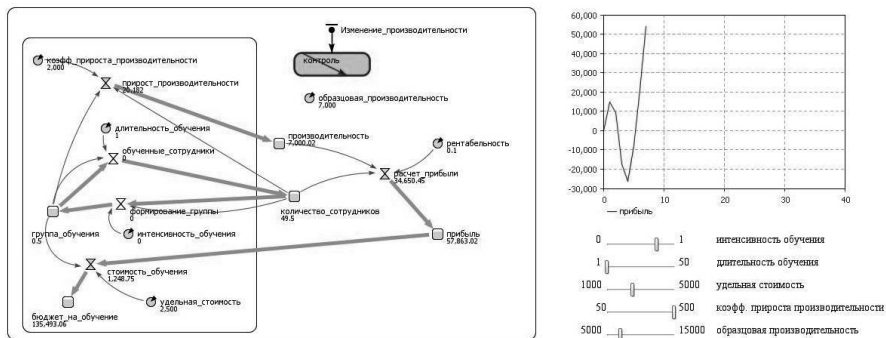 Изменение_производительности
контроль
коэфф_прироста_производительности
2.000
прирост_производительности
20.182
образцовая_производительность
7.000
длительность_обучения
1
производительность
7.000.02
рентабельность
0.1
обученные_сотрудники
0
расчет_прибыли
34.650.45
формирование_группы
0
количество_сотрудников
49.5
группа_обучения
0.5
интенсивность_обучения
0
прибыль
57.863.02
стоимость_обучения
1,248.75
удельная_стоимость
2,500
бюджет_на_обучение
135,493.06
60,000
50,000
40,000
30,000
20,000
10,000
0
-10,000
-20,000
-30,000
0 10 20 30 40
прибыль
0 1 интенсивность обучения
1 50 длительность обучения
1000 5000 удельная стоимость
50 500 коэфф. прироста производительности
5000 15000 образцовая производительность